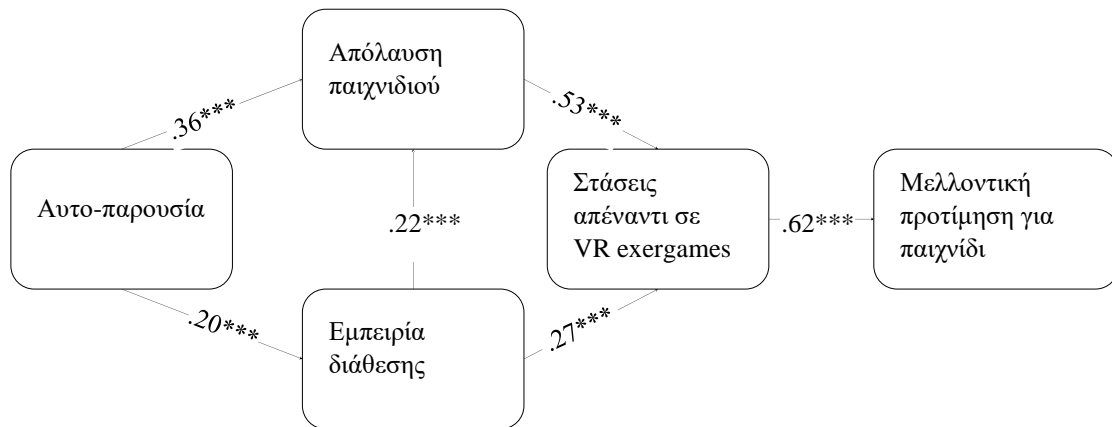 Απόλαυση
παιχνιδιού
.36***
.53***
Αυτο-παρουσία
Στάσεις
απέναντι σε
VR exergames
Μελλοντική
προτίμηση για
παιχνίδι
.22***
.62***
.20***
.27***
Εμπειρία
διάθεσης